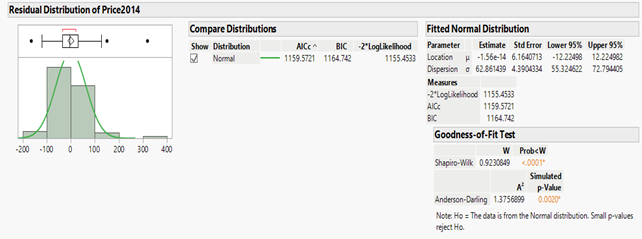 Residual Distribution of Price2014
-200 -100 0 100 200 300 400
Compare Distributions
Show Distribution AICc ^ BIC -2*LogLikelihood
Normal 1159.5721 1164.742 1155.4533
Fitted Normal Distribution
Parameter Estimate Std Error Lower 95% Upper 95%
Location μ -1.56e-14 6.1640713 -12.22498 12.224982
Dispersion σ 62.861439 4.3904334 55.324622 72.794405
Measures
-2*LogLikelihood 1155.4533
AICc 1159.5721
BIC 1164.742
Goodness-of-Fit Test
W Prob<W
Shapiro-Wilk 0.9230849 <.0001*
Simulated
A² p-Value
Anderson-Darling 1.3756899 0.0020*
Note: Ho = The data is from the Normal distribution. Small p-values
reject Ho.